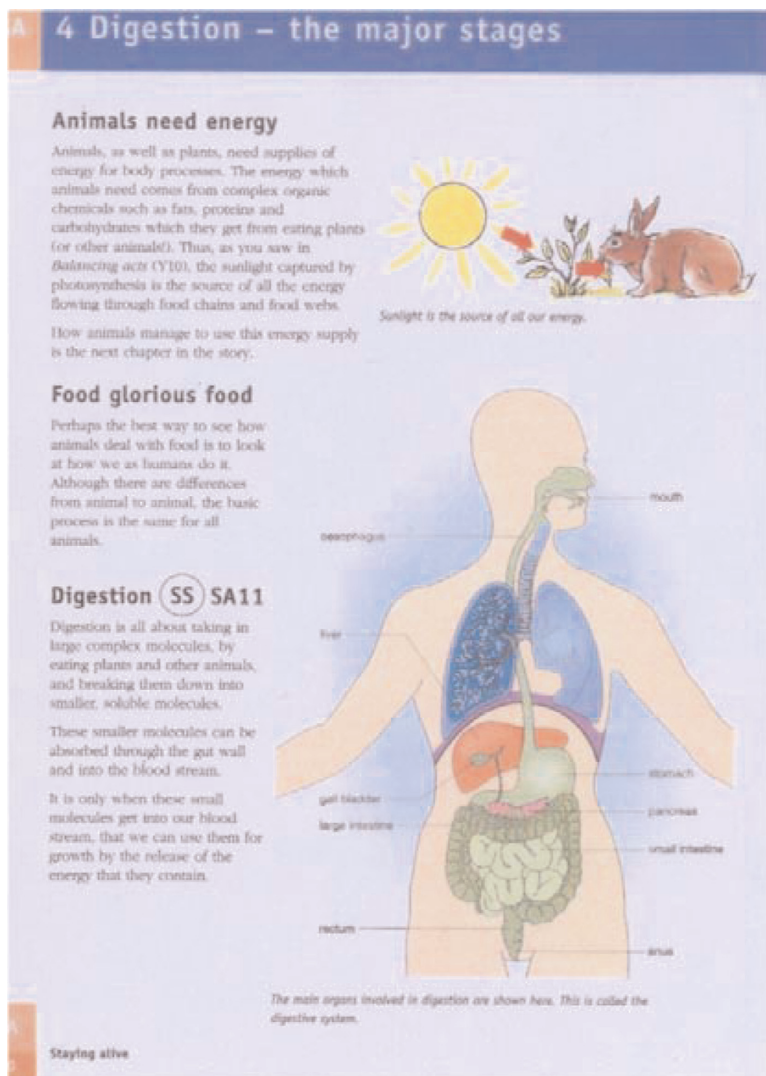 4 Digestion – the major stages
Animals need energy
Animals, as well as plants, need supplies of
energy for body processes. The energy which
animals need comes from complex organic
chemicals such as fats, proteins and
carbohydrates which they get from eating plants
(or other animals!). Thus, as you saw in
Balancing acts (Y10), the sunlight captured by
photosynthesis is the source of all the energy
flowing through food chains and food webs.
How animals manage to use this energy supply
is the next chapter in the story.
Sunlight is the source of all our energy.
Food glorious food
Perhaps the best way to see how
animals deal with food is to look
at how we as humans do it.
Although there are differences
from animal to animal, the basic
process is the same for all
animals.
Digestion SS SA11
Digestion is all about taking in
large complex molecules, by
eating plants and other animals,
and breaking them down into
smaller, soluble molecules.
These smaller molecules can be
absorbed through the gut wall
and into the blood stream.
It is only when these small
molecules get into our blood
stream, that we can use them for
growth by the release of the
energy that they contain.
mouth
oesophagus
liver
stomach
gall bladder
pancreas
large intestine
small intestine
rectum
anus
The main organs involved in digestion are shown here. This is called the
digestive system.
Staying alive